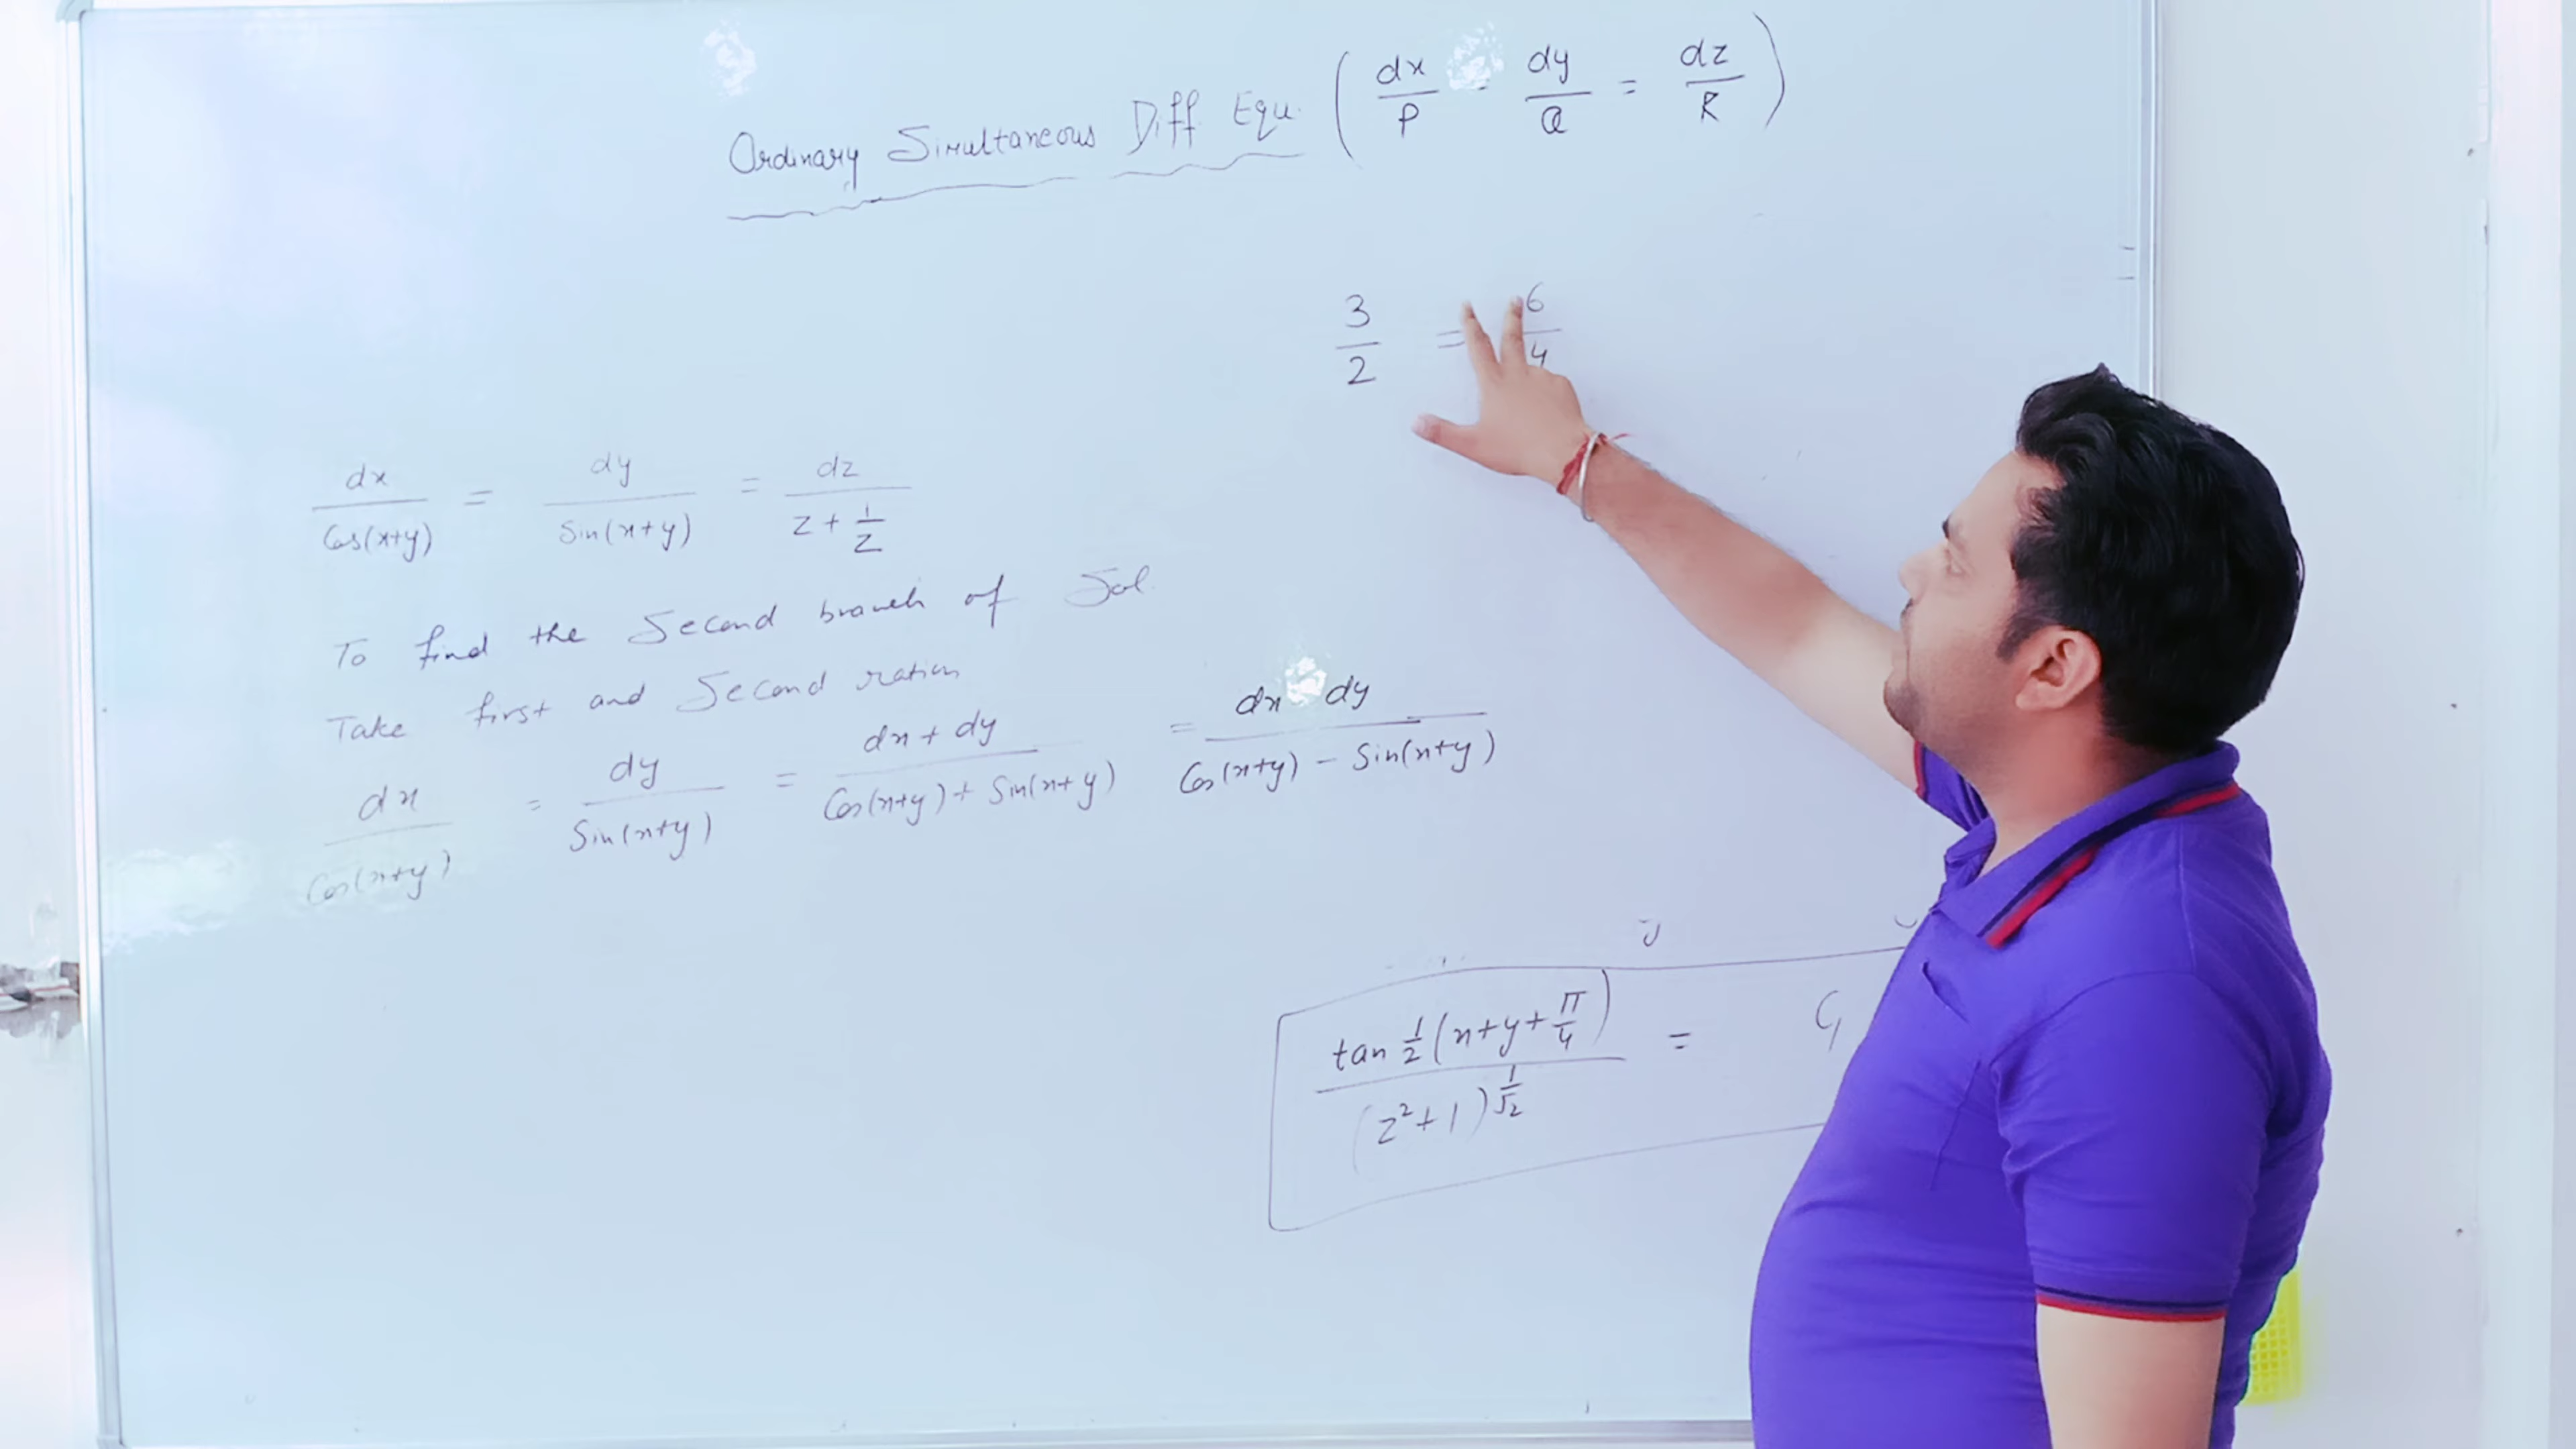 Ordinary Simultaneous Diff Equ. ( dx/P = dy/Q = dz/R )
3/2 = 6/4
dx/Cos(x+y) = dy/Sin(x+y) = dz/(z + 1/z)
To find the Second branch of Sol.
Take first and Second ratios
dx/Cos(x+y) = dy/Sin(x+y) = (dx + dy)/(Cos(x+y) + Sin(x+y)) = (dx dy)/(Cos(x+y) - Sin(x+y))
tan 1/2 (x+y+π/4) / (z²+1)^(1/√2) = C₁